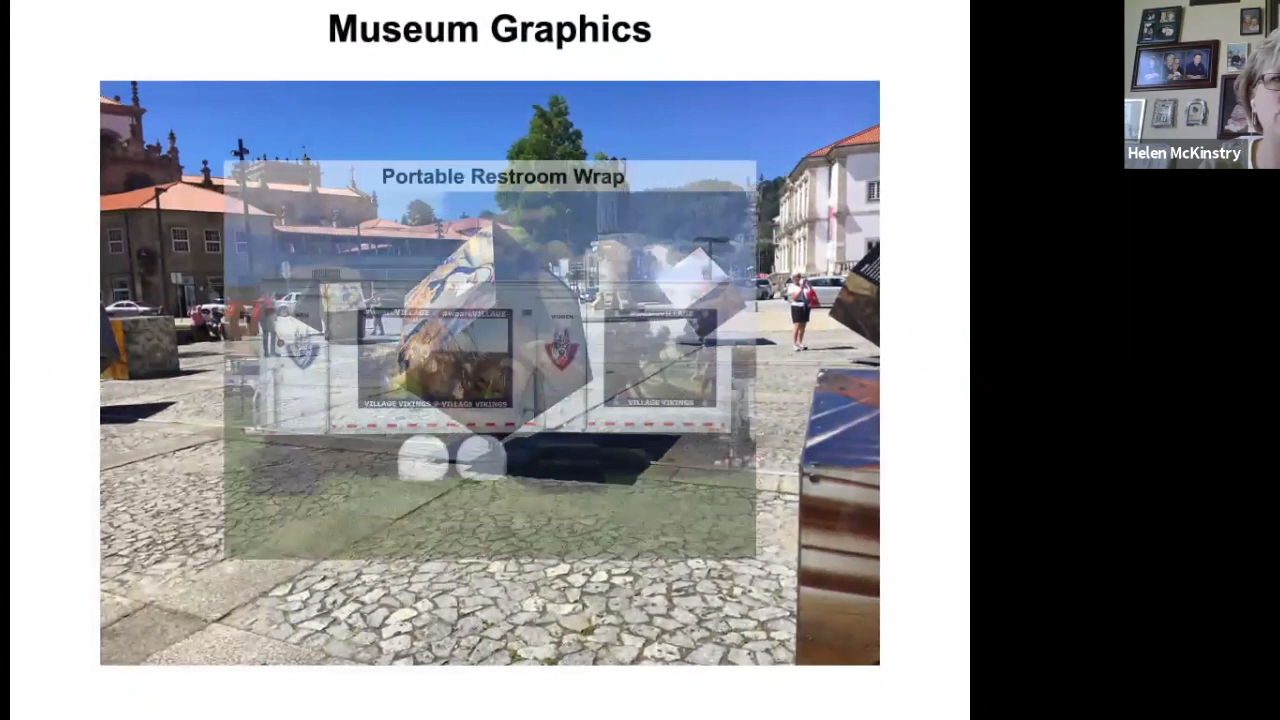 Museum Graphics
Portable Restroom Wrap
VILLAGE VIKINGS @ VILLAGE VIKINGS
VILLAGE VIKINGS
Helen McKinstry